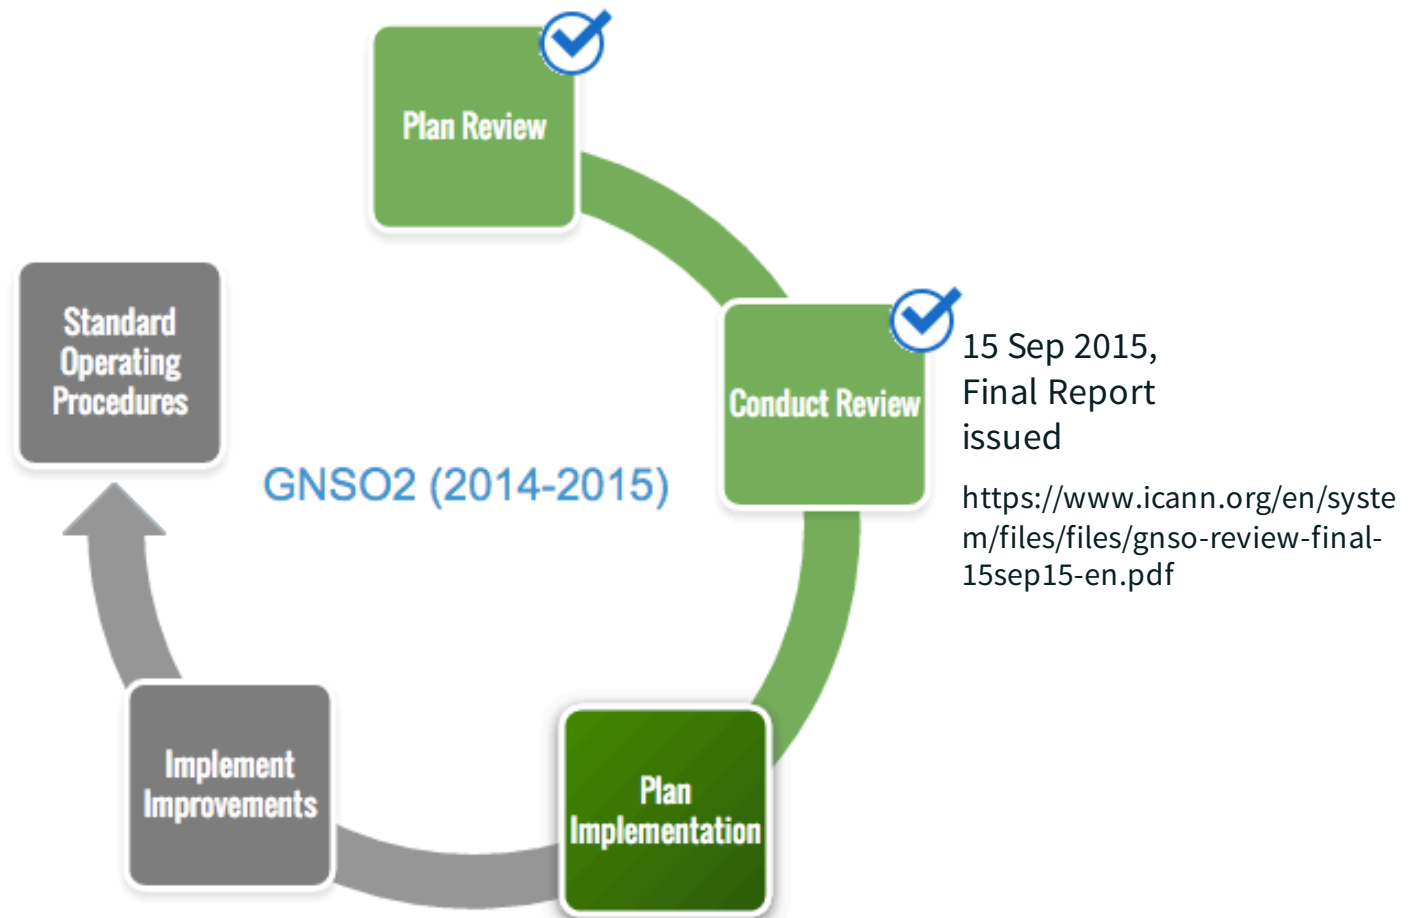 Plan Review
Standard
Operating
Procedures
Conduct Review
15 Sep 2015,
Final Report
issued
GNSO2 (2014-2015)
https://www.icann.org/en/syste
m/files/files/gnso-review-final-
15sep15-en.pdf
Implement
Improvements
Plan
Implementation